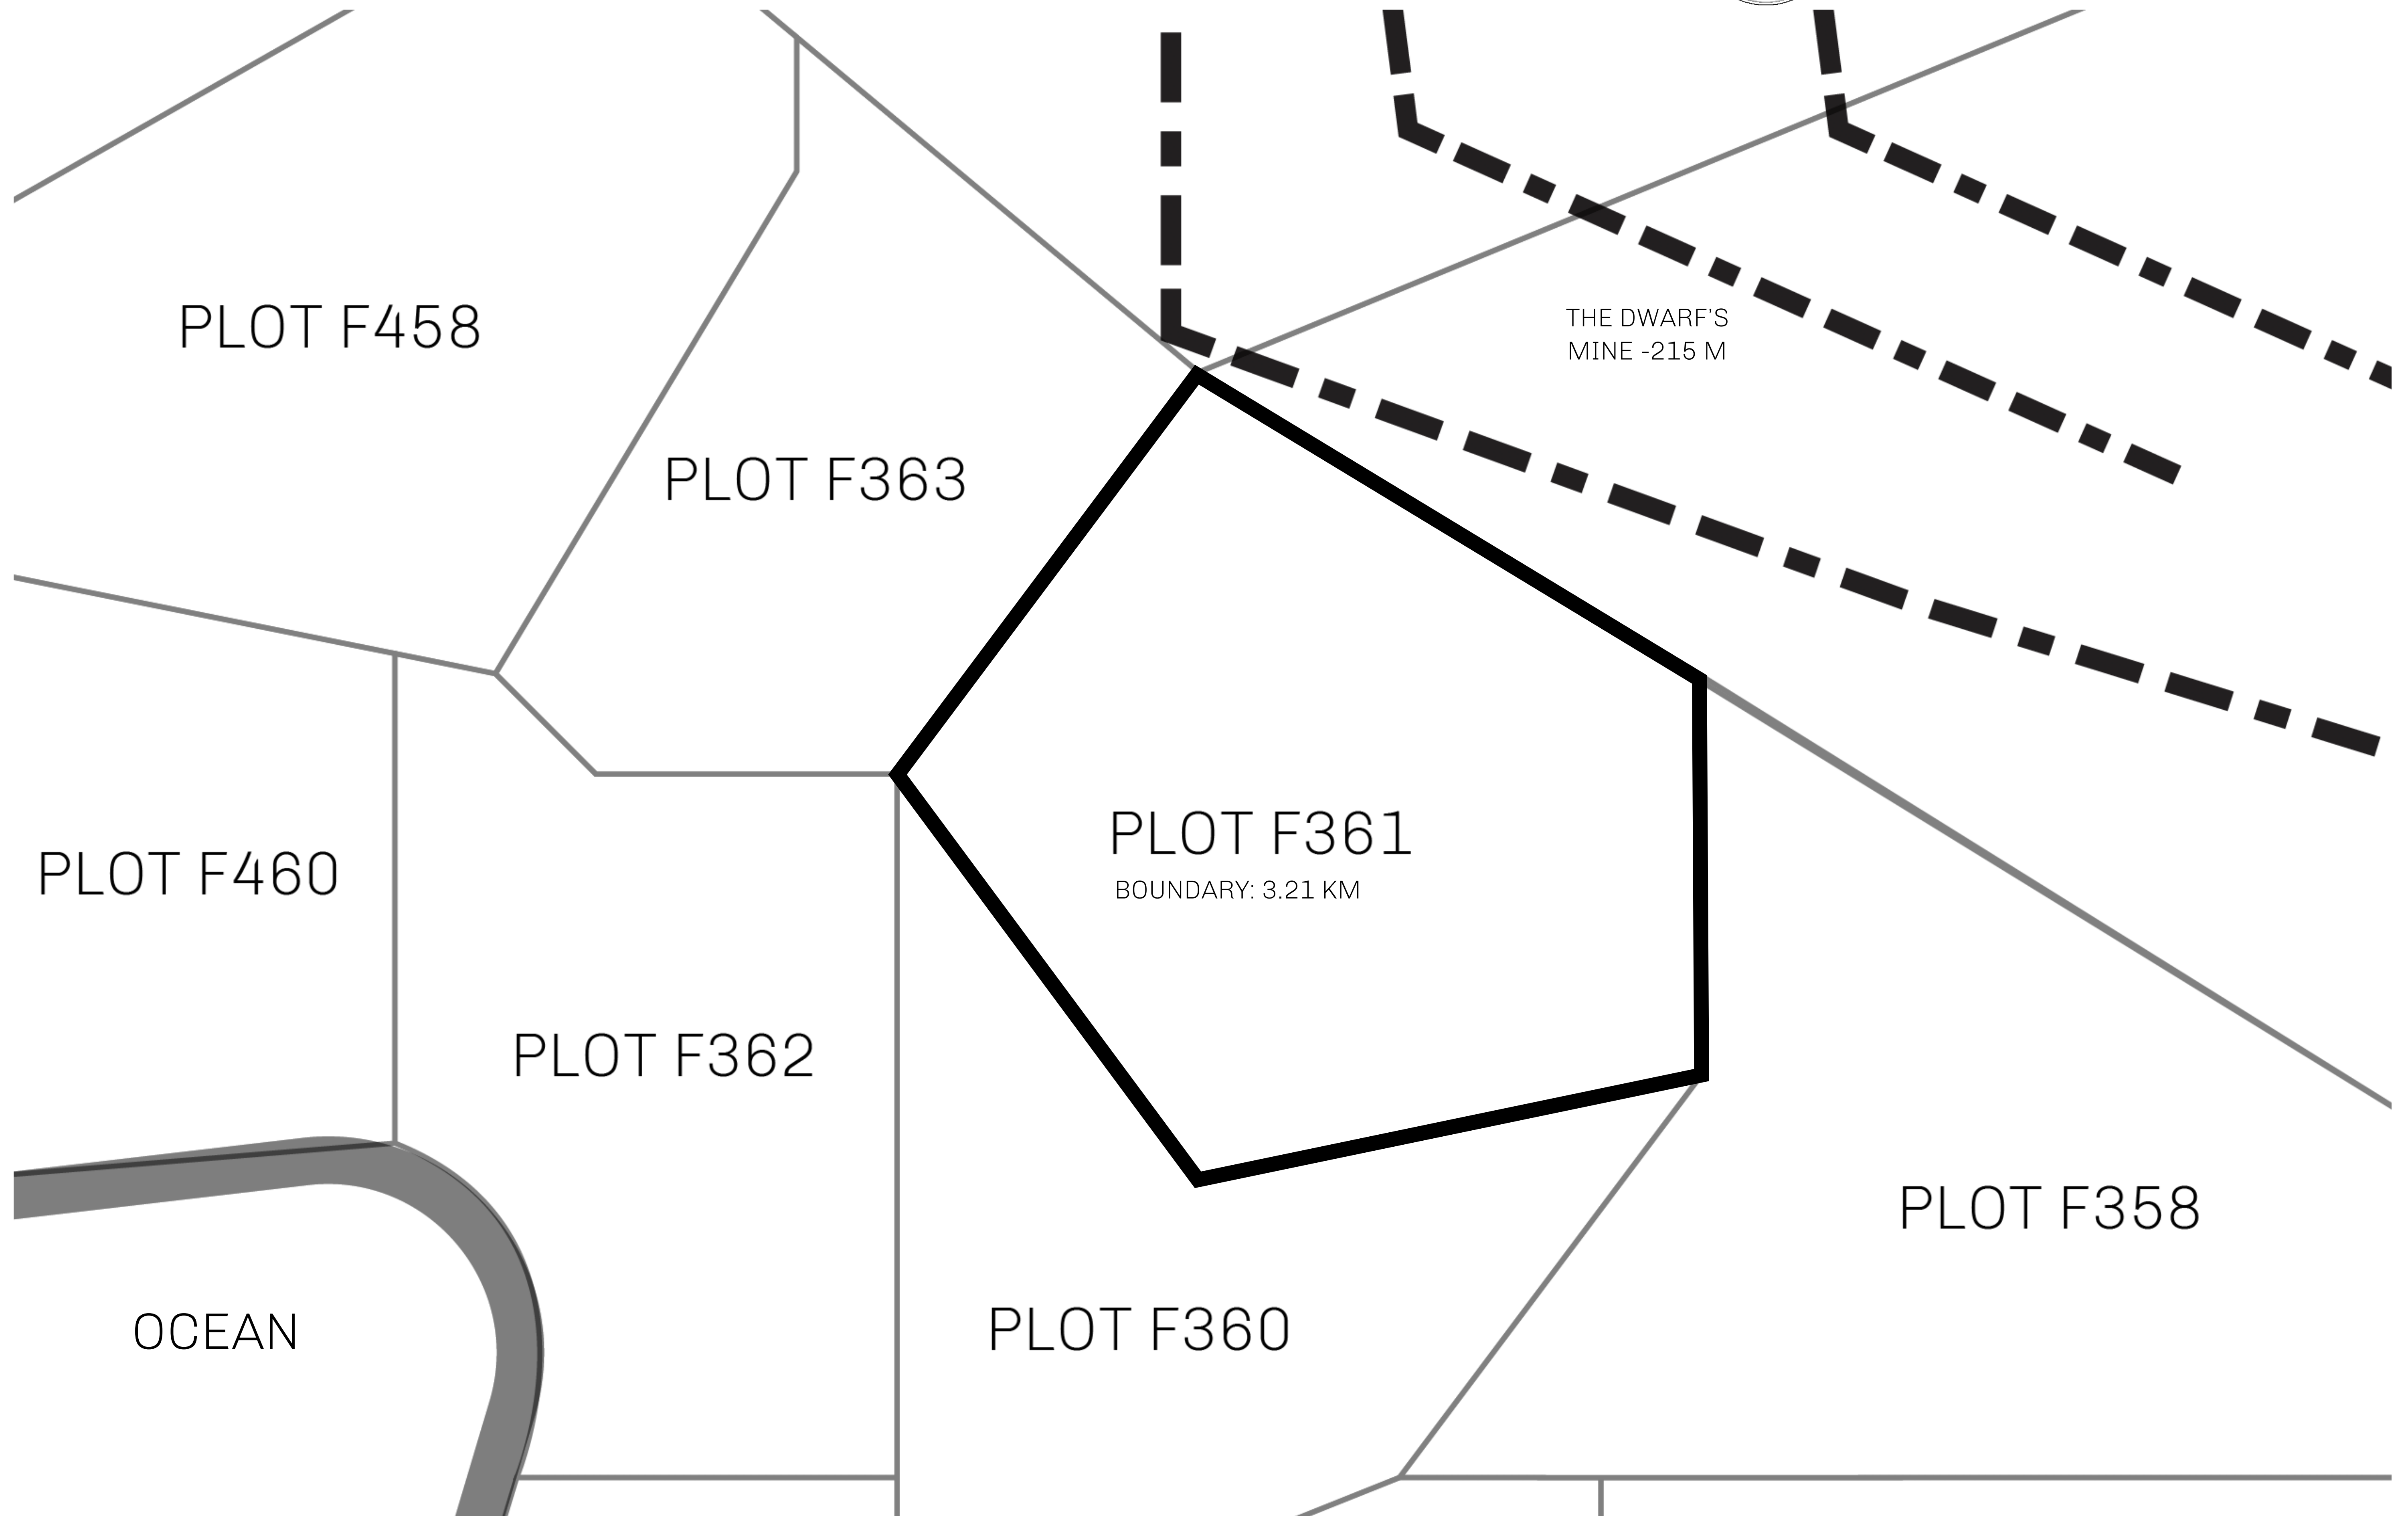 PLOT F458
THE DWARF'S
MINE -215 M
PLOT F363
PLOT F361
BOUNDARY: 3.21 KM
PLOT F460
PLOT F362
PLOT F358
OCEAN
PLOT F360